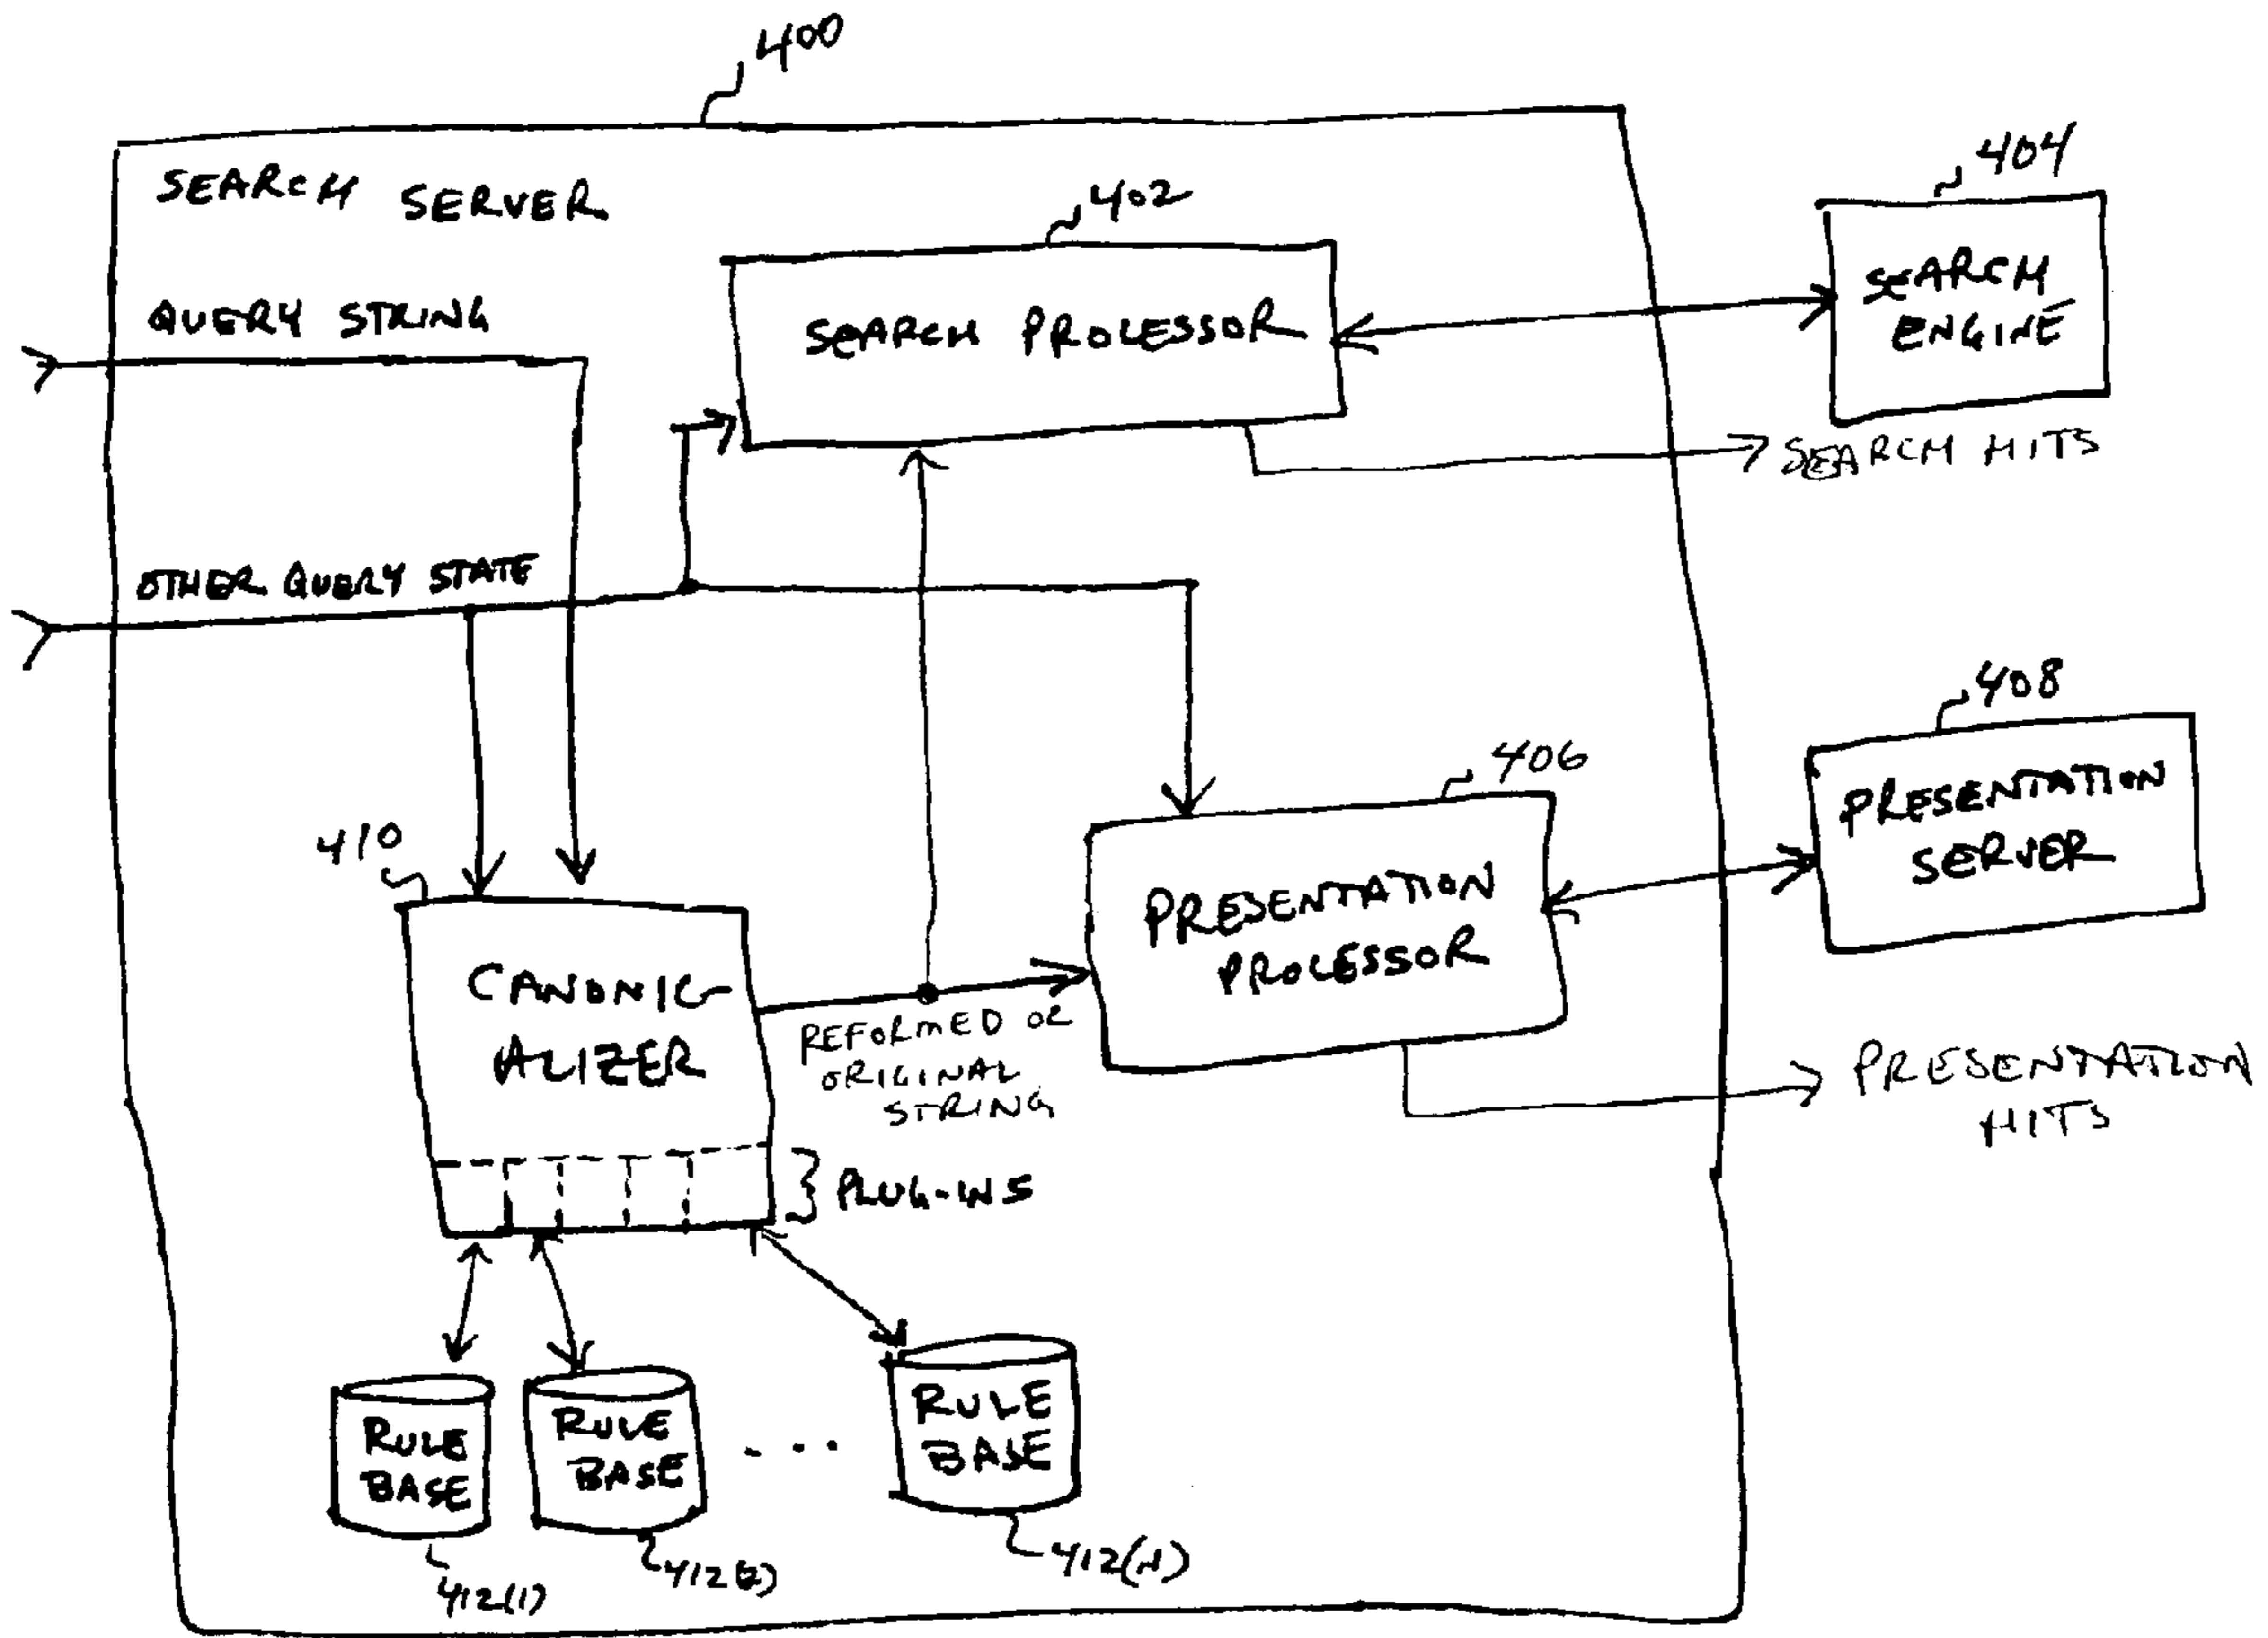 400
SEARCH SERVER
404
402
SEARCH
ENGINE
QUERY STRING
SEARCH PROCESSOR
SEARCH HITS
OTHER QUERY STATE
408
406
PRESENTATION
SERVER
410
PRESENTATION
PROCESSOR
CANONIC-
ALIZER
REFORMED OR
ORIGINAL
STRING
PRESENTATION
HITS
PLUG-INS
RULE
BASE
RULE
BASE
...
RULE
BASE
412(1)
412(2)
412(N)